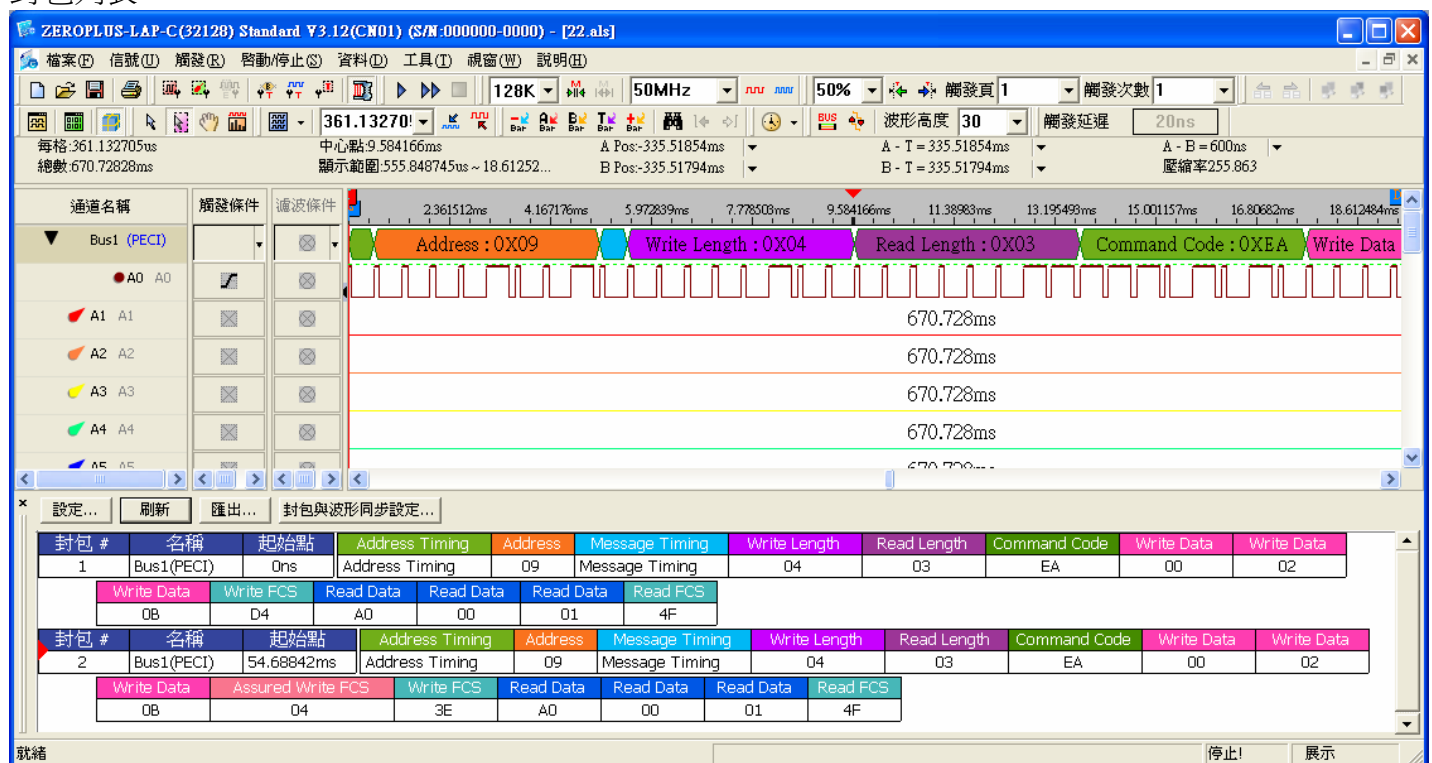 ZEROPLUS-LAP-C(32128) Standard V3.12(CN01) (S/N:000000-0000) - [22.als]
檔案(F) 信號(U) 觸發(R) 啓動/停止(S) 資料(D) 工具(T) 視窗(W) 說明(H)
128K 50MHz 50% 觸發頁 1 觸發次數 1
361.13270! Bar Bar Bar Bar Bar BUS 波形高度 30 觸發延遲 20ns
每格:361.132705us 中心點:9.584166ms A Pos:-335.51854ms A - T = 335.51854ms A - B = 600ns
總數:670.72828ms 顯示範圍:555.848745us ~ 18.61252... B Pos:-335.51794ms B - T = 335.51794ms 壓縮率255.863
通道名稱 觸發條件 濾波條件 2.361512ms 4.167176ms 5.972839ms 7.778503ms 9.584166ms 11.38983ms 13.195493ms 15.001157ms 16.80682ms 18.612484ms
Bus1 (PECI) Address : 0X09 Write Length : 0X04 Read Length : 0X03 Command Code : 0XEA Write Data
A0 A0
A1 A1 670.728ms
A2 A2 670.728ms
A3 A3 670.728ms
A4 A4 670.728ms
設定... 刷新 匯出... 封包與波形同步設定...
封包 # 名稱 起始點 Address Timing Address Message Timing Write Length Read Length Command Code Write Data Write Data
1 Bus1(PECI) 0ns Address Timing 09 Message Timing 04 03 EA 00 02
Write Data Write FCS Read Data Read Data Read Data Read FCS
0B D4 A0 00 01 4F
封包 # 名稱 起始點 Address Timing Address Message Timing Write Length Read Length Command Code Write Data Write Data
2 Bus1(PECI) 54.68842ms Address Timing 09 Message Timing 04 03 EA 00 02
Write Data Assured Write FCS Write FCS Read Data Read Data Read Data Read FCS
0B 04 3E A0 00 01 4F
就緒 停止! 展示